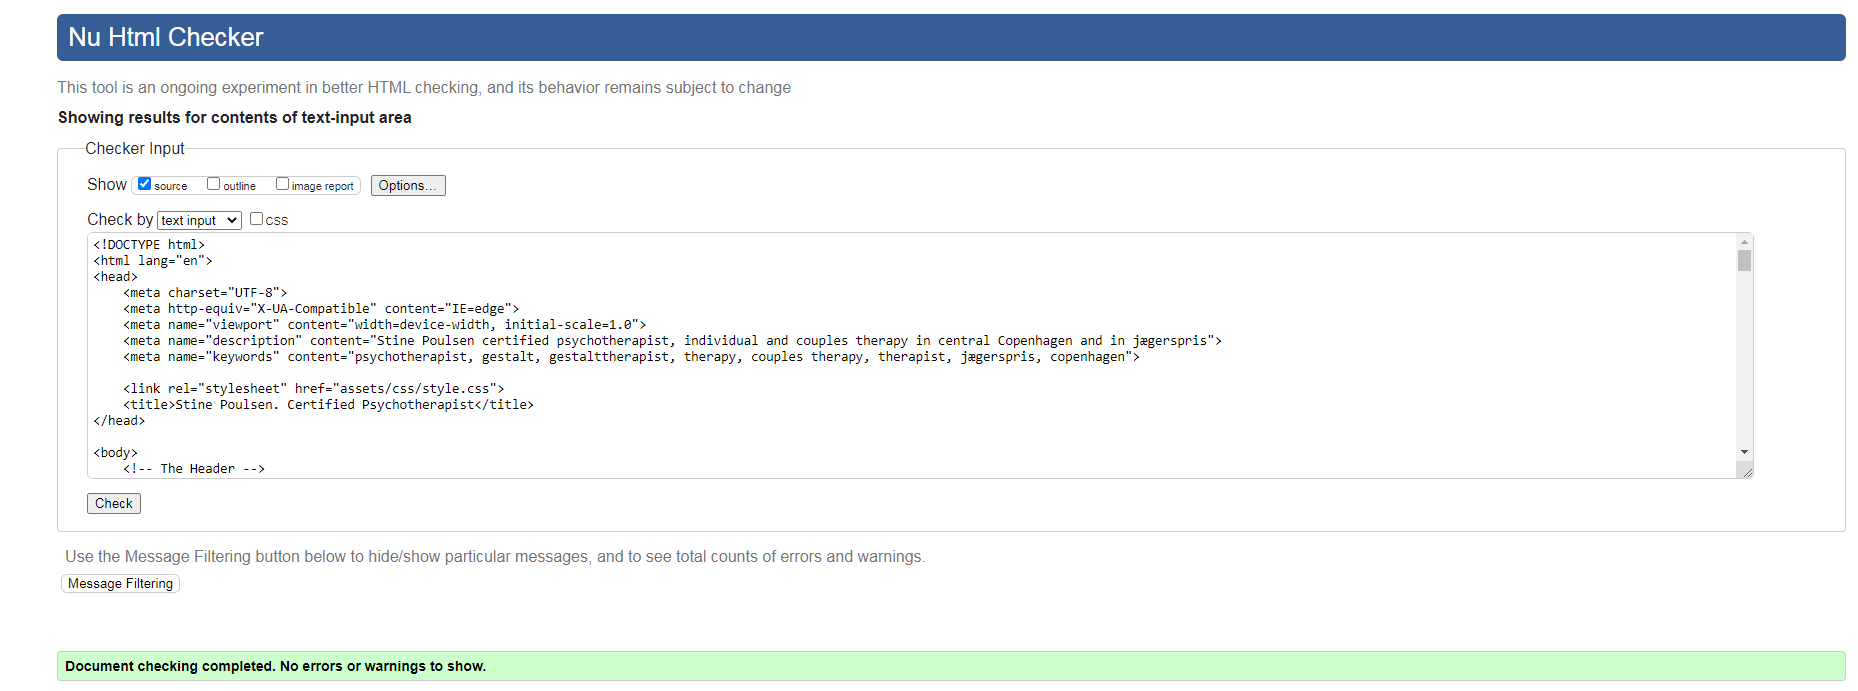 Nu Html Checker
This tool is an ongoing experiment in better HTML checking, and its behavior remains subject to change
Showing results for contents of text-input area
Checker Input
Show source outline image report Options...
Check by text input CSS
<!DOCTYPE html>
<html lang="en">
<head>
    <meta charset="UTF-8">
    <meta http-equiv="X-UA-Compatible" content="IE=edge">
    <meta name="viewport" content="width=device-width, initial-scale=1.0">
    <meta name="description" content="Stine Poulsen certified psychotherapist, individual and couples therapy in central Copenhagen and in jægerspris">
    <meta name="keywords" content="psychotherapist, gestalt, gestalttherapist, therapy, couples therapy, therapist, jægerspris, copenhagen">
    <link rel="stylesheet" href="assets/css/style.css">
    <title>Stine Poulsen. Certified Psychotherapist</title>
</head>
<body>
    <!-- The Header -->
Check
Use the Message Filtering button below to hide/show particular messages, and to see total counts of errors and warnings.
Message Filtering
Document checking completed. No errors or warnings to show.